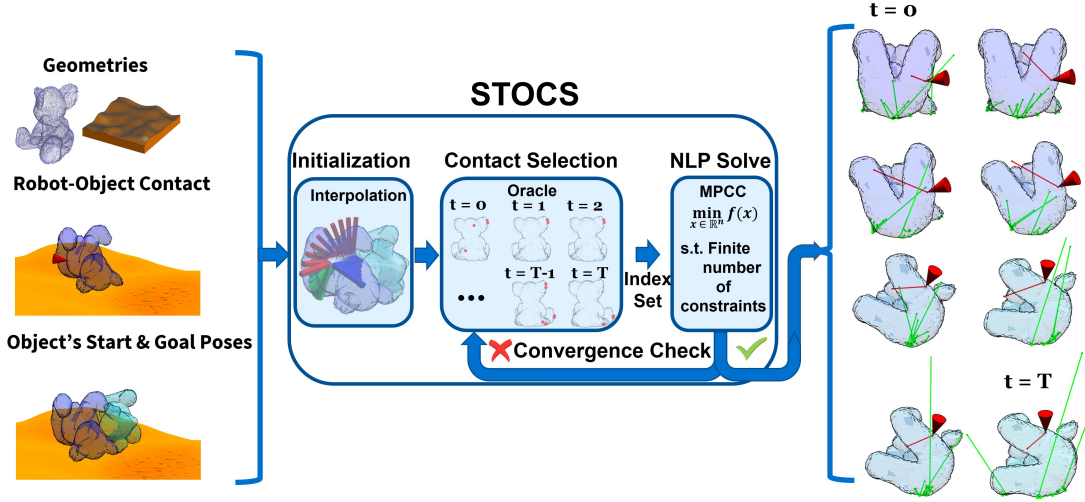 Geometries
Robot-Object Contact
Object's Start & Goal Poses
STOCS
Initialization
Interpolation
Contact Selection
Oracle
t = 0 t = 1 t = 2
••• t = T-1 t = T
Index
Set
NLP Solve
MPCC
min f(x)
x ∈ ℝⁿ
s.t. Finite
number
of
constraints
Convergence Check
t = 0
t = T